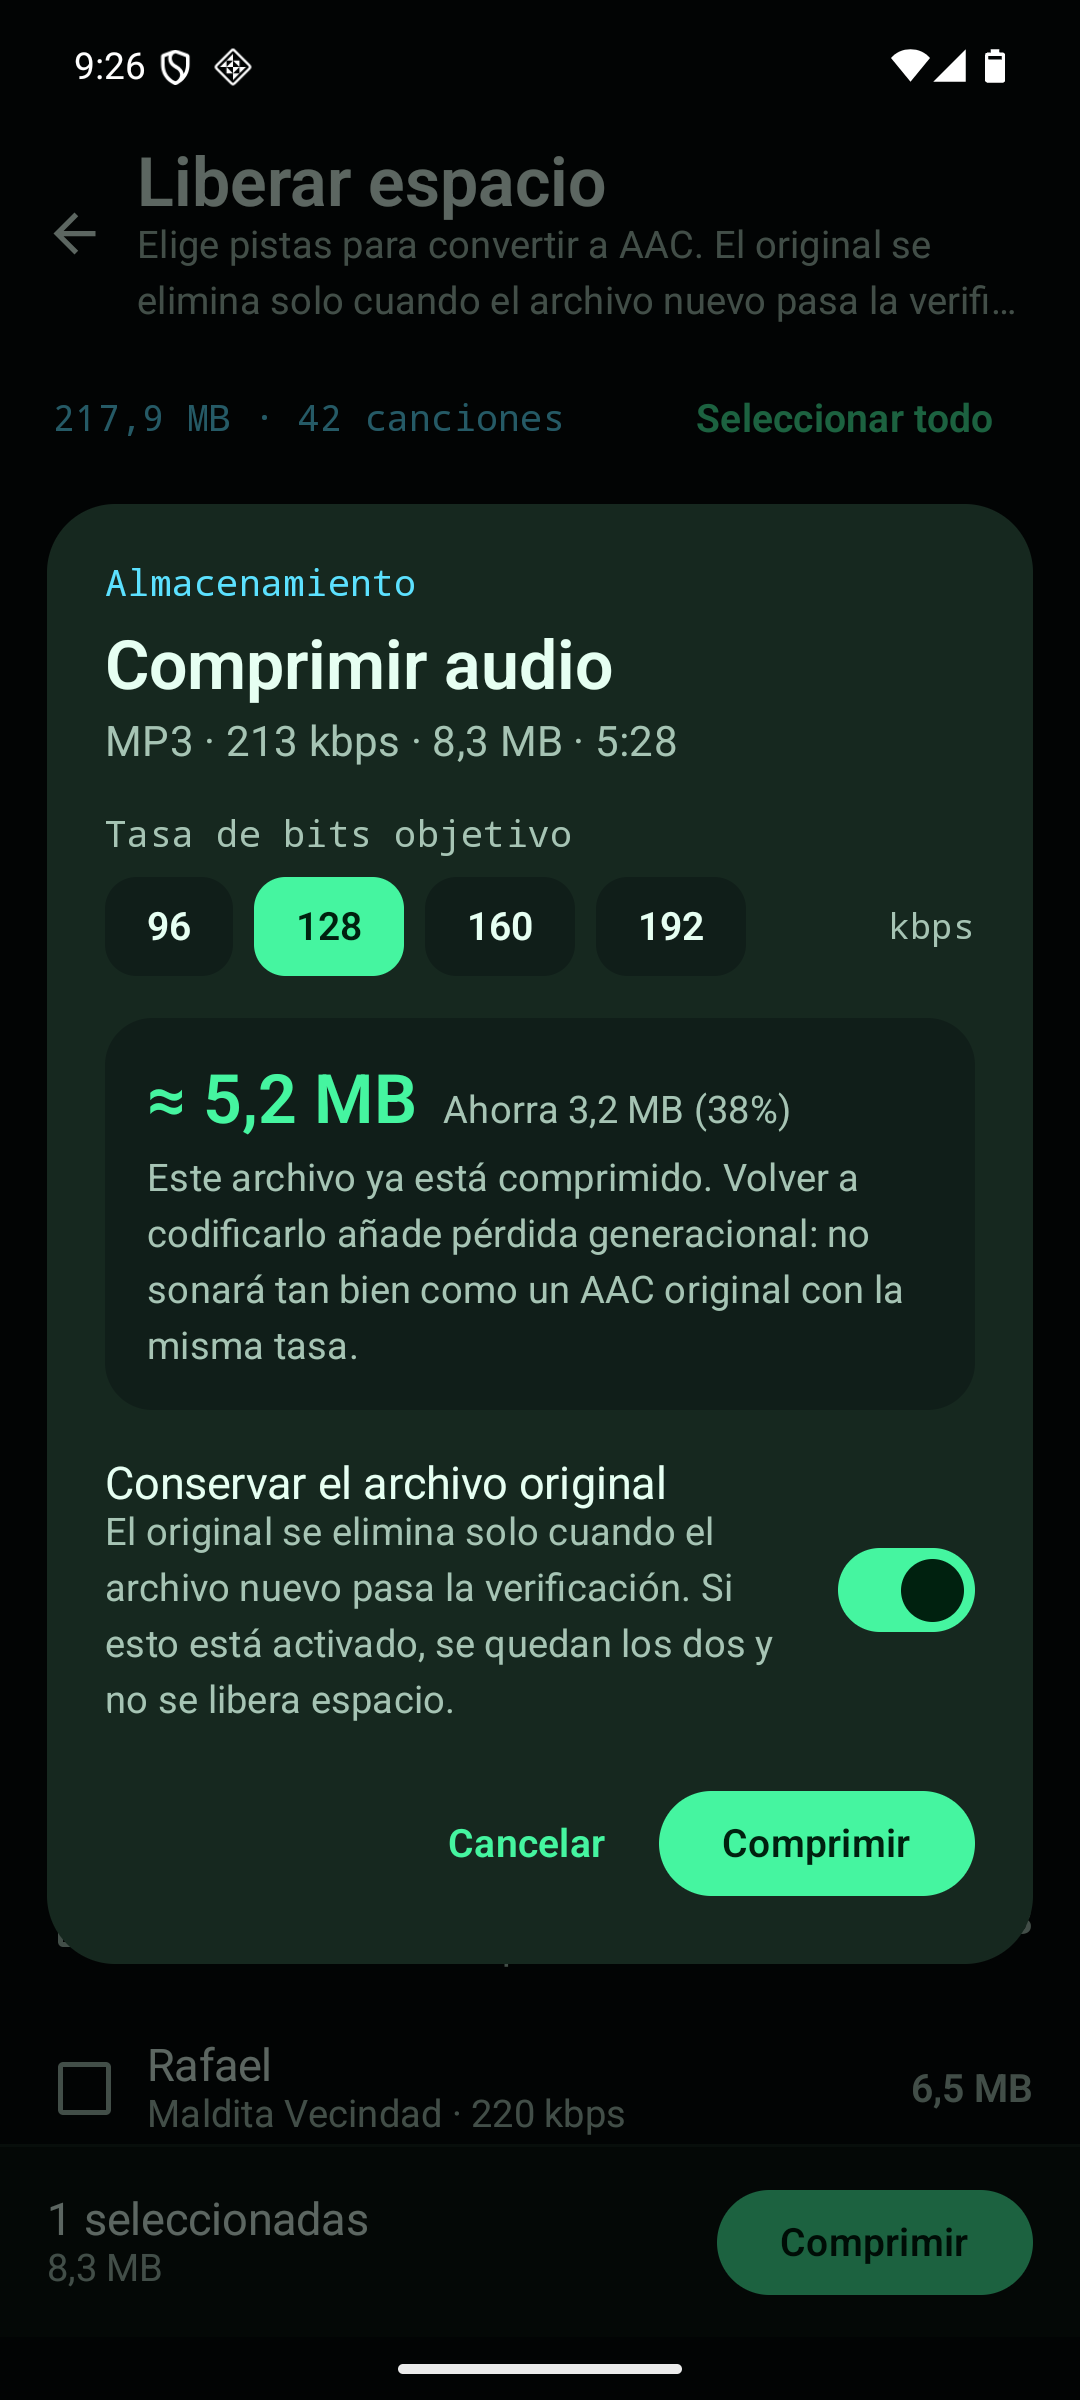 9:26
Liberar espacio
Elige pistas para convertir a AAC. El original se
elimina solo cuando el archivo nuevo pasa la verifi…
217,9 MB · 42 canciones
Seleccionar todo
Almacenamiento
Comprimir audio
MP3 · 213 kbps · 8,3 MB · 5:28
Tasa de bits objetivo
96 128 160 192 kbps
≈ 5,2 MB Ahorra 3,2 MB (38%)
Este archivo ya está comprimido. Volver a
codificarlo añade pérdida generacional: no
sonará tan bien como un AAC original con la
misma tasa.
Conservar el archivo original
El original se elimina solo cuando el
archivo nuevo pasa la verificación. Si
esto está activado, se quedan los dos y
no se libera espacio.
Cancelar
Comprimir
Rafael
Maldita Vecindad · 220 kbps
6,5 MB
1 seleccionadas
8,3 MB
Comprimir